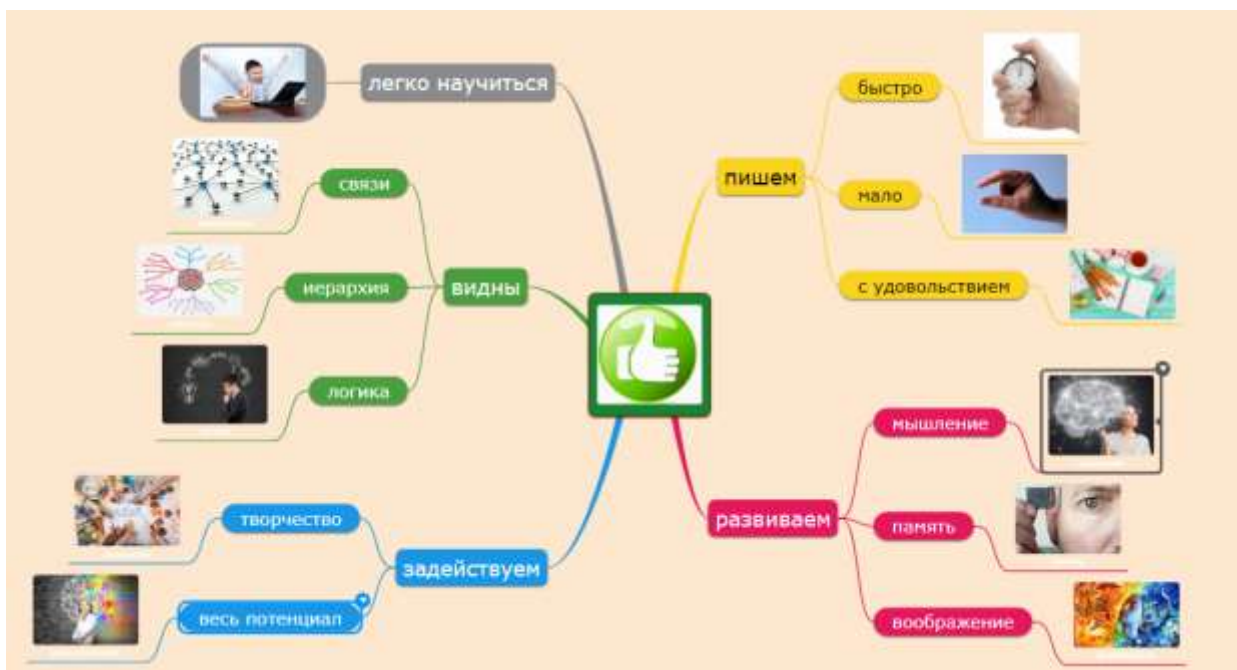 легко научиться
связи
иерархия
видны
логика
творчество
задействуем
весь потенциал
пишем
быстро
мало
с удовольствием
развиваем
мышление
память
воображение